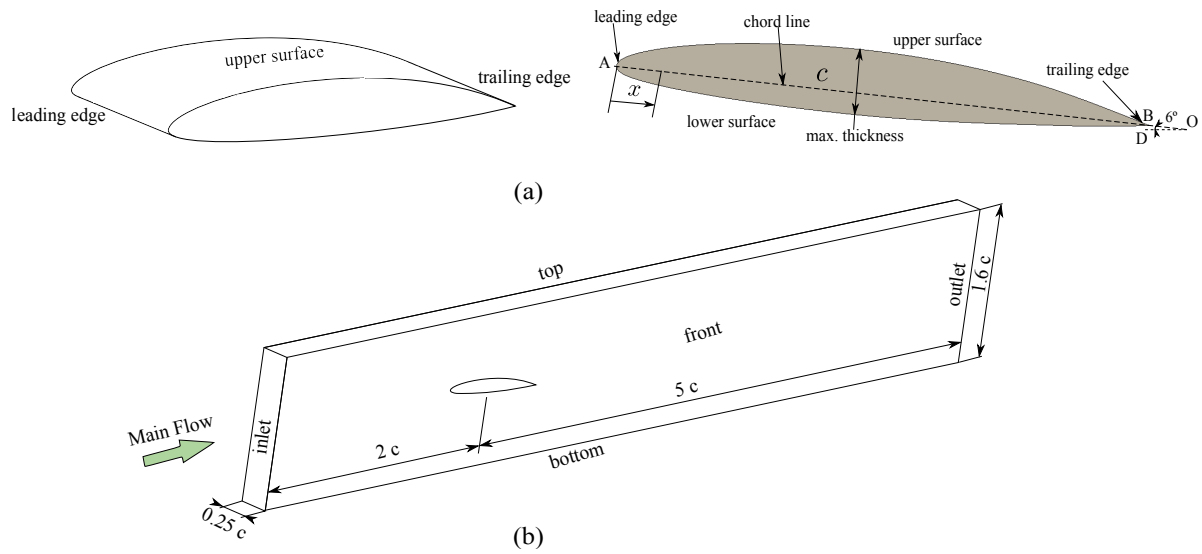 upper surface
trailing edge
leading edge
leading edge
chord line
upper surface
trailing edge
A
c
x
lower surface
max. thickness
B
6º
O
D
(a)
top
outlet
1.6 c
front
5 c
Main Flow
inlet
2 c
bottom
0.25 c
(b)